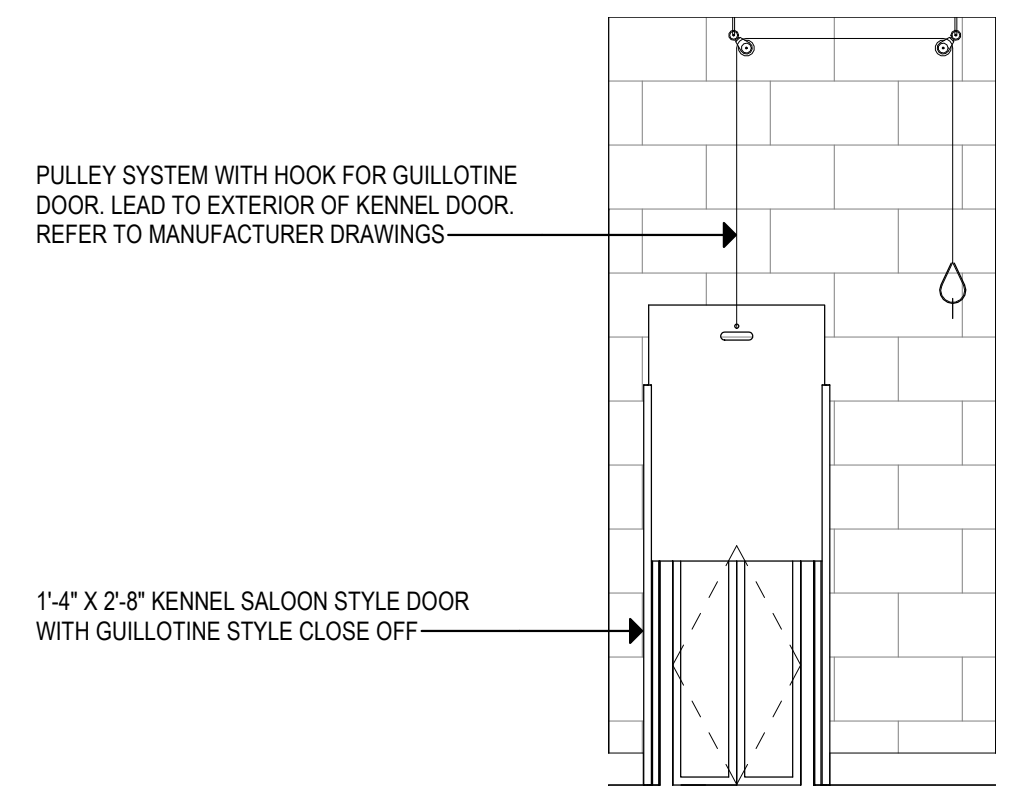 PULLEY SYSTEM WITH HOOK FOR GUILLOTINE
DOOR. LEAD TO EXTERIOR OF KENNEL DOOR.
REFER TO MANUFACTURER DRAWINGS
1'-4" X 2'-8" KENNEL SALOON STYLE DOOR
WITH GUILLOTINE STYLE CLOSE OFF